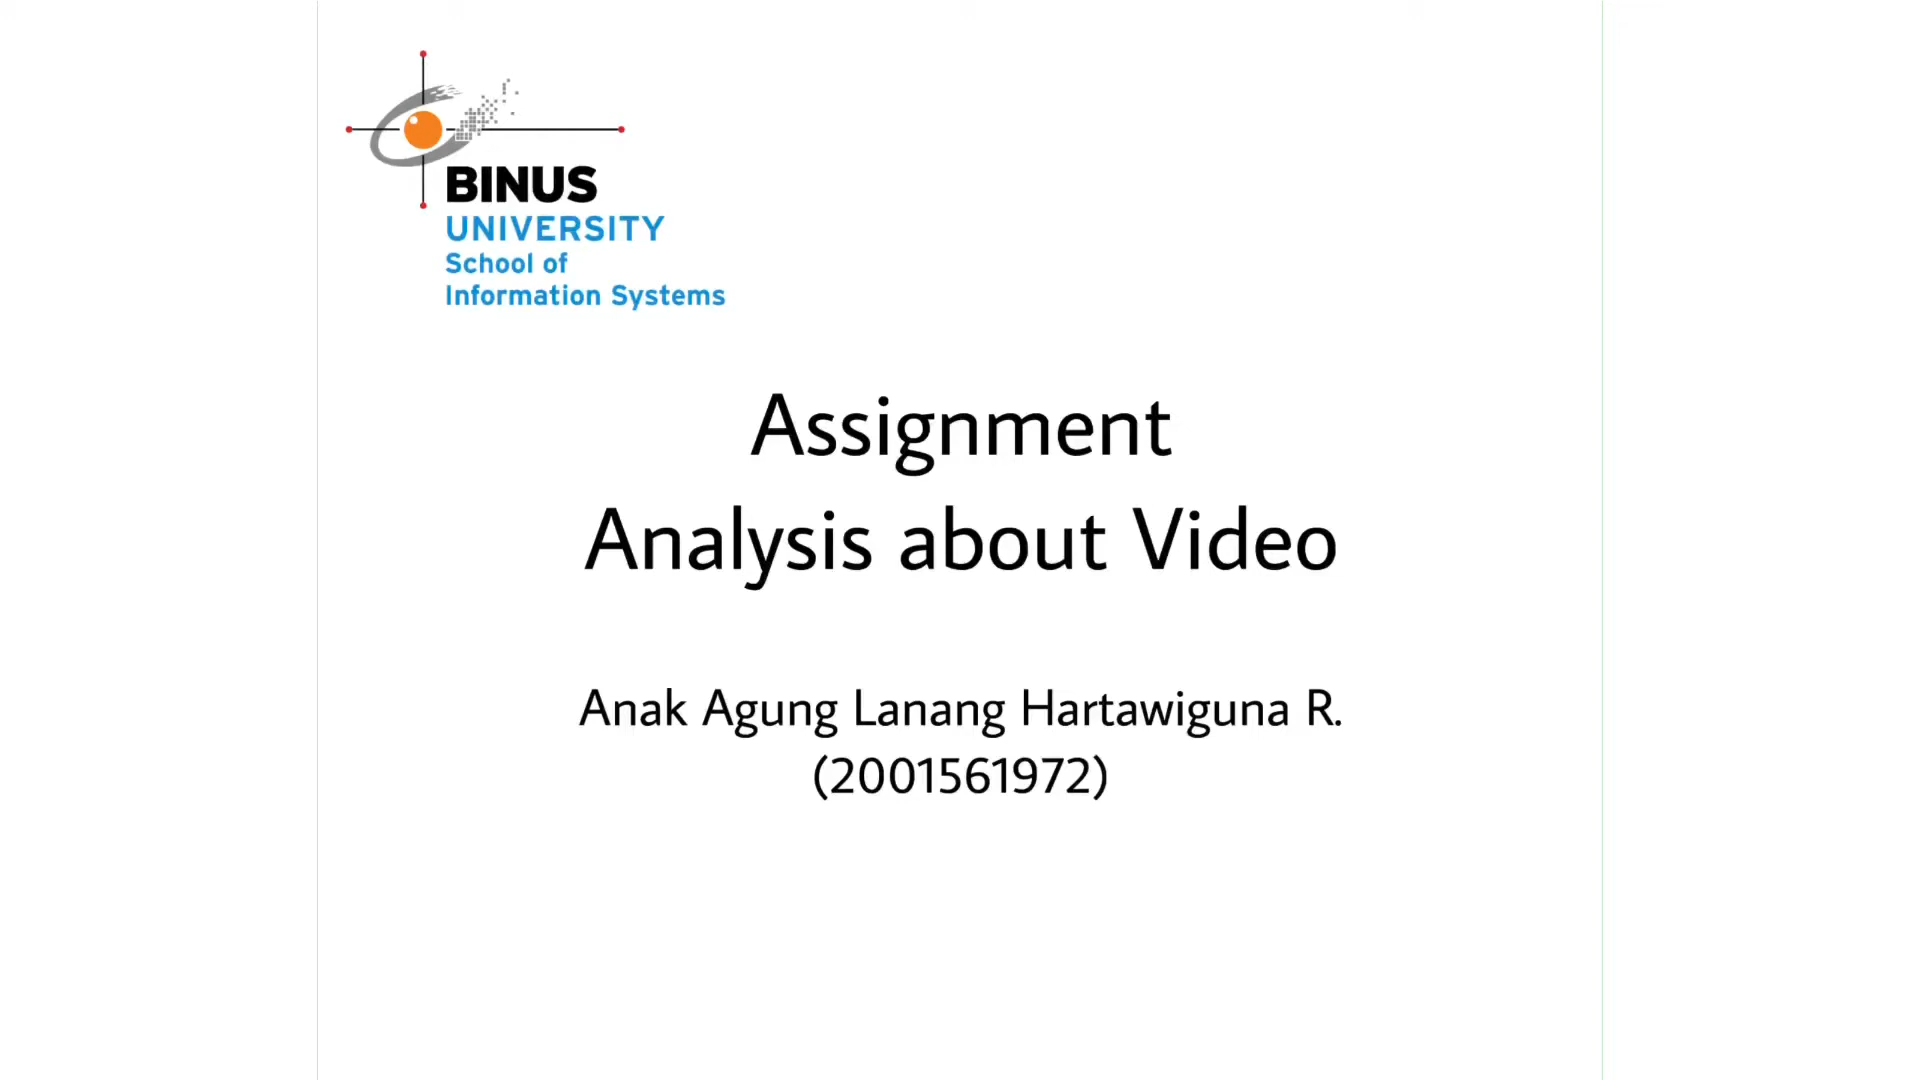 BINUS
UNIVERSITY
School of
Information Systems
Assignment
Analysis about Video
Anak Agung Lanang Hartawiguna R.
(2001561972)